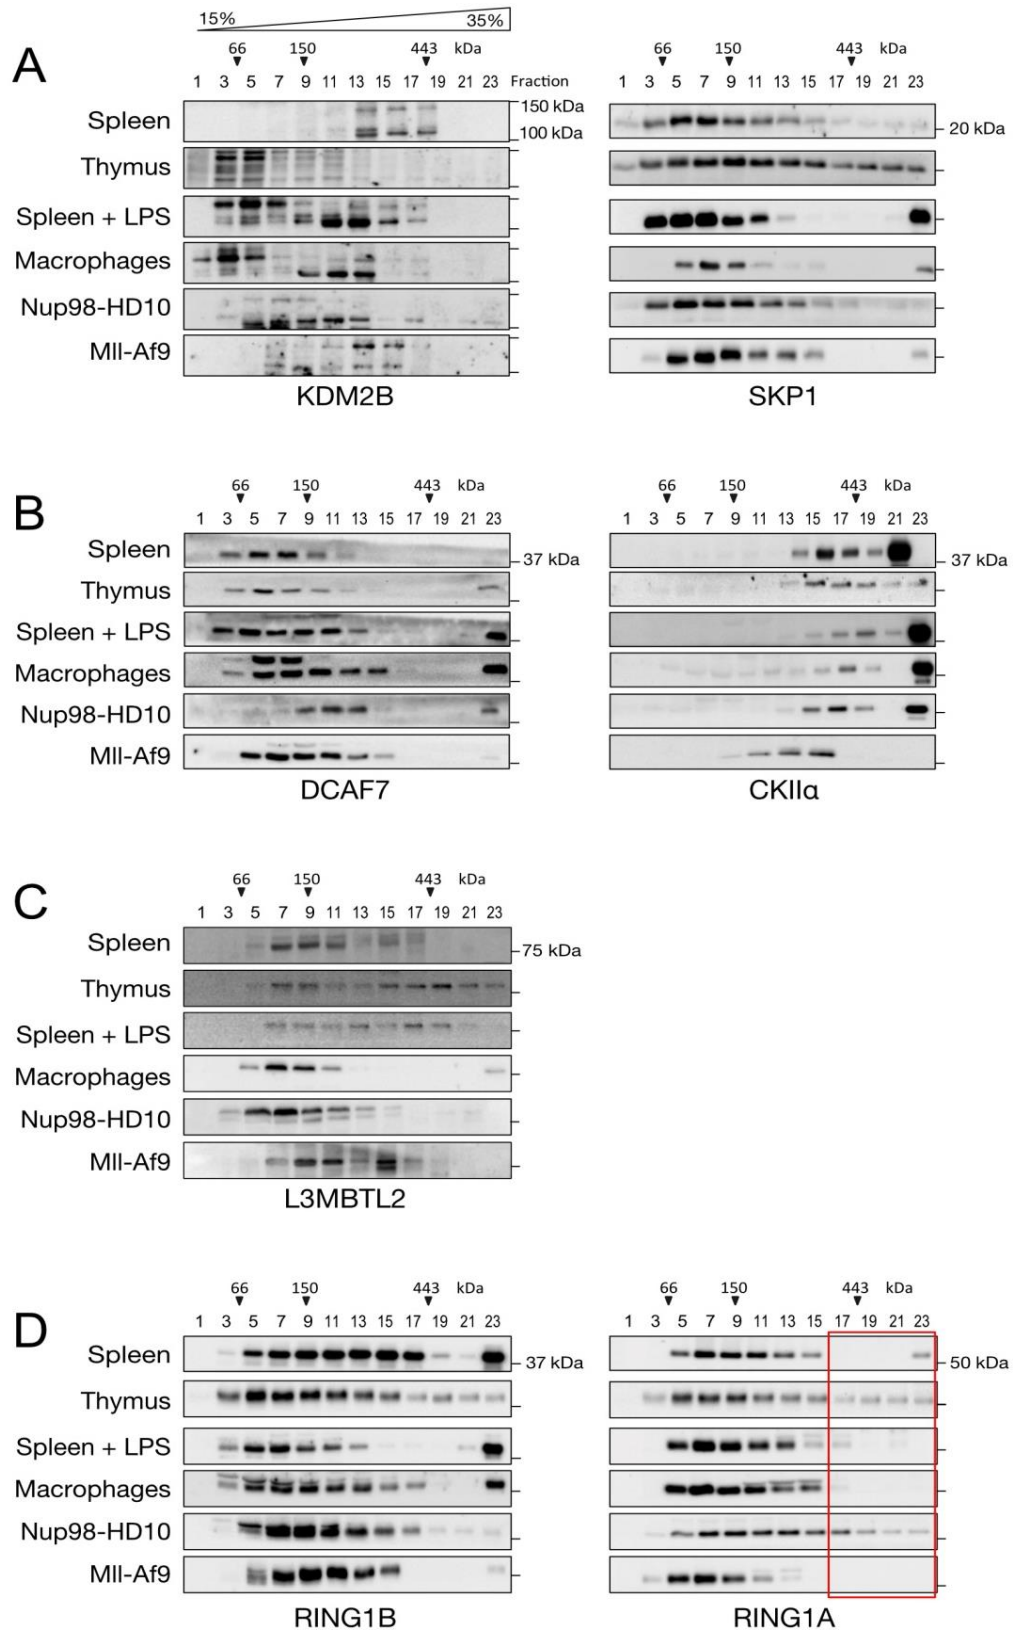 15% 35%
A
66 150 443 kDa
1 3 5 7 9 11 13 15 17 19 21 23 Fraction
Spleen
150 kDa
100 kDa
Thymus
Spleen + LPS
Macrophages
Nup98-HD10
Mll-Af9
KDM2B
66 150 443 kDa
1 3 5 7 9 11 13 15 17 19 21 23
20 kDa
SKP1
B
66 150 443 kDa
1 3 5 7 9 11 15 17 19 21 23
Spleen
37 kDa
Thymus
Spleen + LPS
Macrophages
Nup98-HD10
Mll-Af9
DCAF7
66 150 443 kDa
1 3 5 7 9 11 13 15 17 19 21 23
37 kDa
CKIIα
C
66 150 443 kDa
1 3 5 7 9 11 13 15 17 19 21 23
Spleen
75 kDa
Thymus
Spleen + LPS
Macrophages
Nup98-HD10
Mll-Af9
L3MBTL2
D
66 150 443 kDa
1 3 5 7 9 11 13 15 17 19 21 23
Spleen
37 kDa
Thymus
Spleen + LPS
Macrophages
Nup98-HD10
Mll-Af9
RING1B
66 150 443 kDa
1 3 5 7 9 11 13 15 17 19 21 23
50 kDa
RING1A